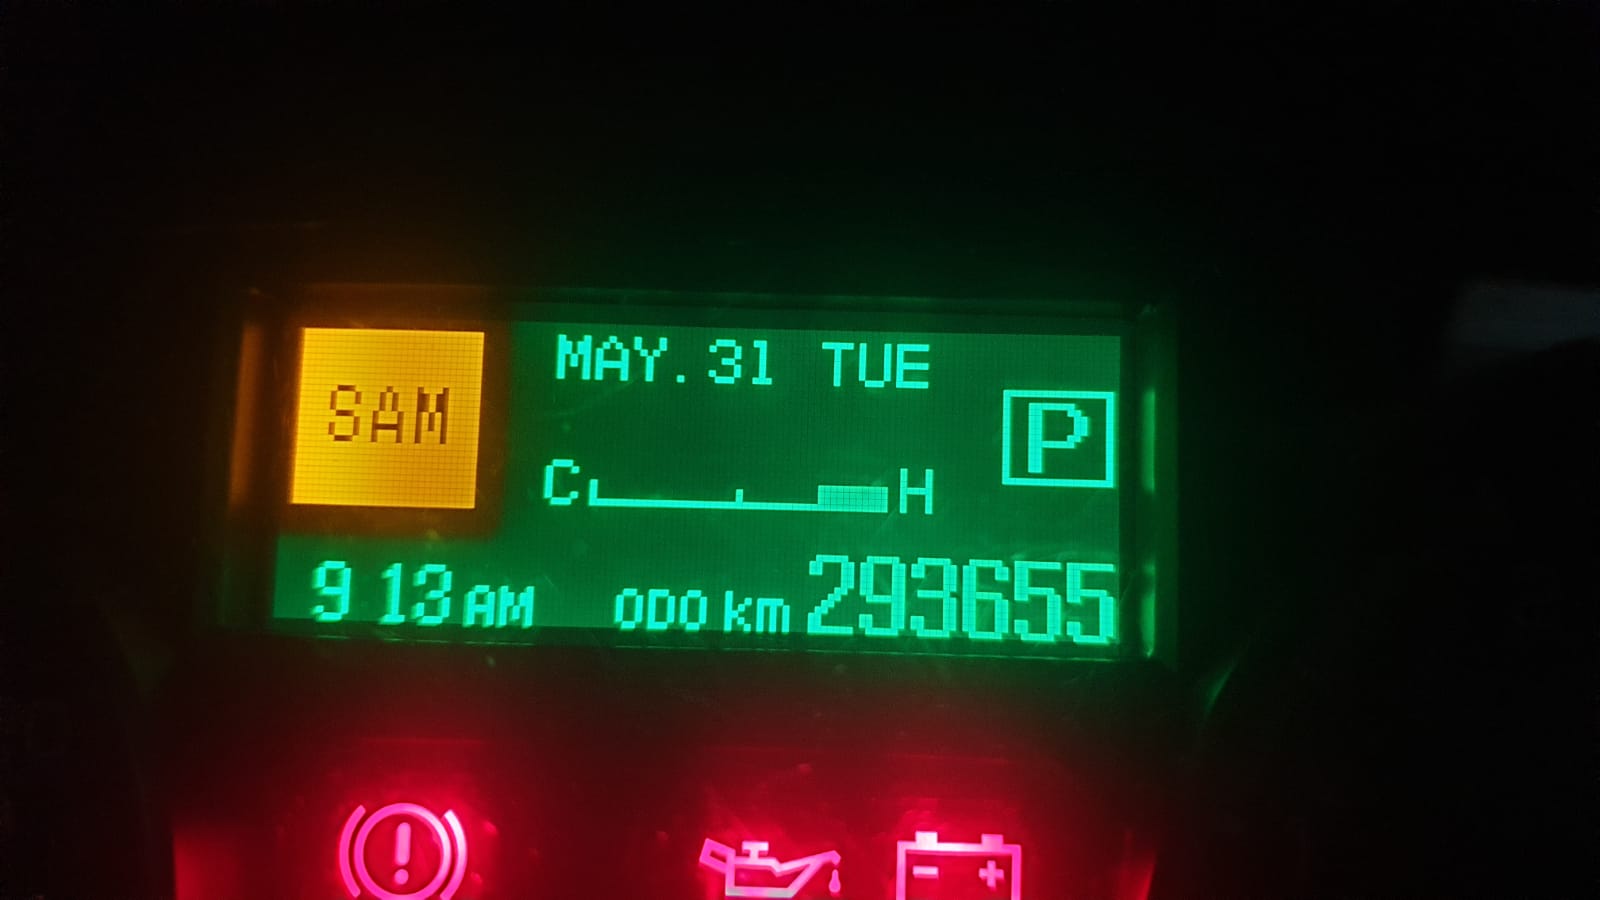 SAM
MAY. 31 TUE
P
C H
9 13 AM ODO km 293655